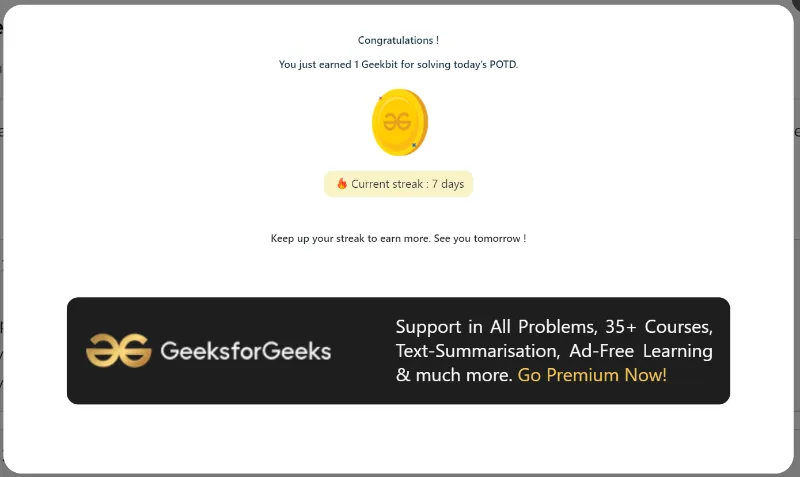 Congratulations !
You just earned 1 Geekbit for solving today's POTD.
Current streak : 7 days
Keep up your streak to earn more. See you tomorrow !
GeeksforGeeks
Support in All Problems, 35+ Courses,
Text-Summarisation, Ad-Free Learning
& much more. Go Premium Now!